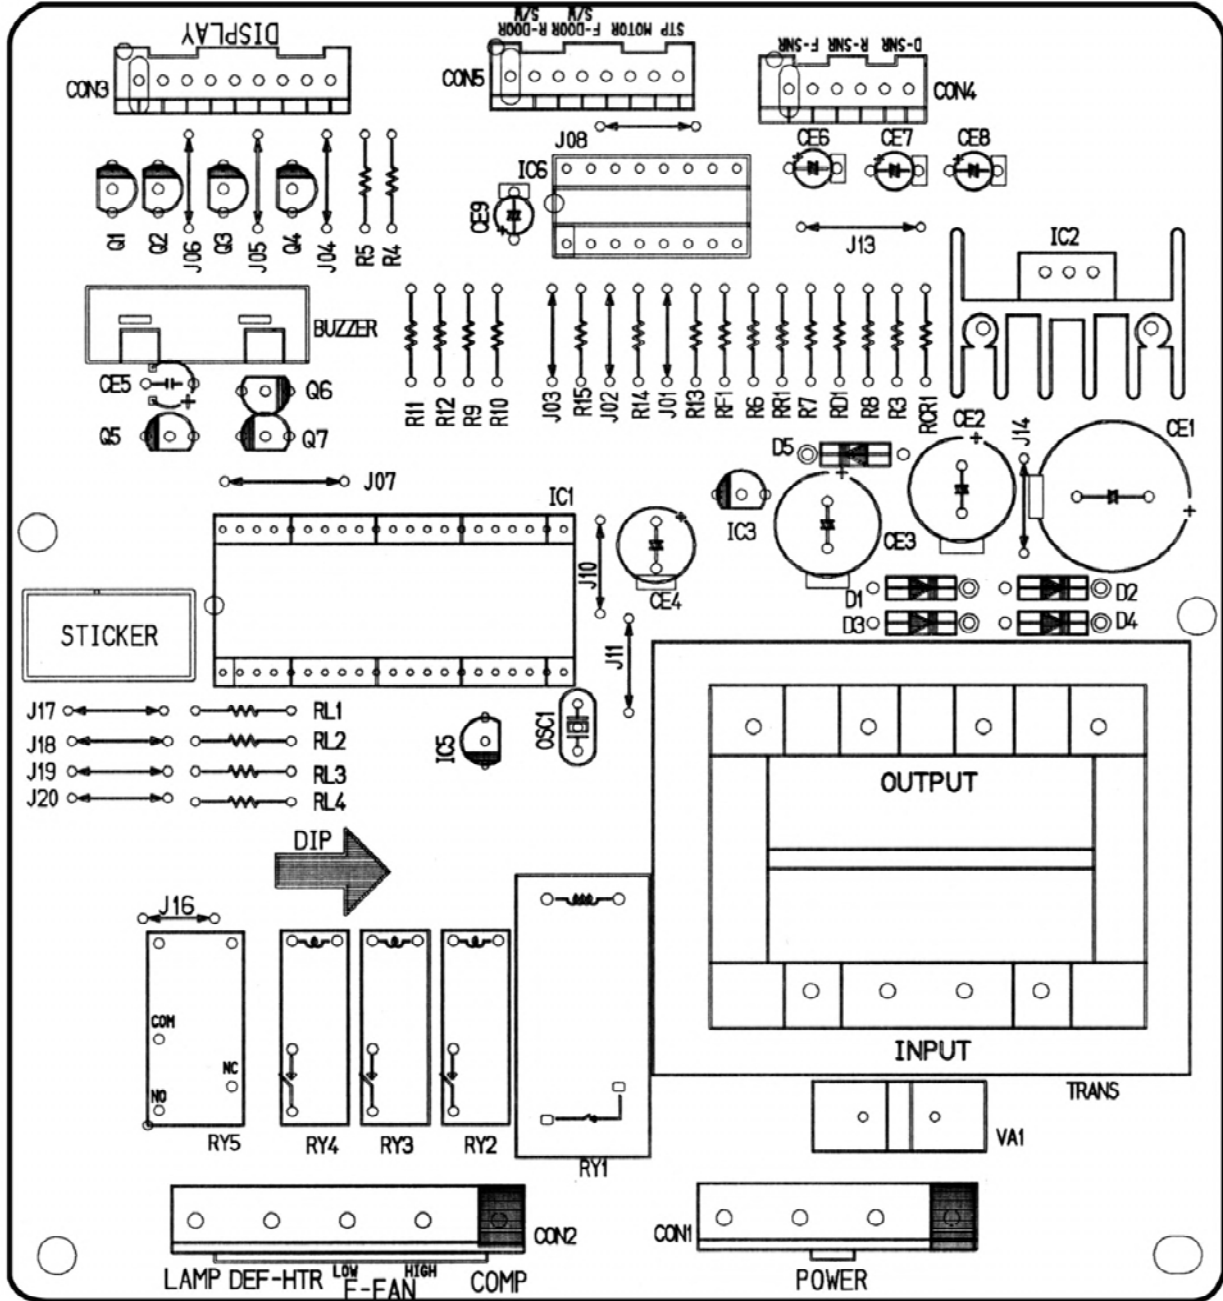 DISPLAY
S/W S/W
R-DOOR F-DOOR STP MOTOR
F-SNR R-SNR D-SNR
CON3
CON5
CON4
J08
CE6 CE7 CE8
IC6
CE9
Q1 Q2 J06 Q3 J05 Q4 J04 R5 R4
J13
IC2
BUZZER
CE5
Q6
R11 R12 R9 R10 J03 R15 J02 R14 J01 R13 RF1 R6 RR1 R7 RD1 R8 R3 RCR1
Q5
Q7
D5
CE2
J14
CE1
J07
IC1
IC3
CE3
J10
CE4
D1
D2
D3
D4
STICKER
J11
J17
RL1
J18
RL2
J19
RL3
J20
RL4
IC5
OSC1
OUTPUT
DIP
J16
COM
NC
NO
INPUT
TRANS
RY5
RY4
RY3
RY2
RY1
VA1
CON2
CON1
LAMP DEF-HTR LOW HIGH COMP
F-FAN
POWER